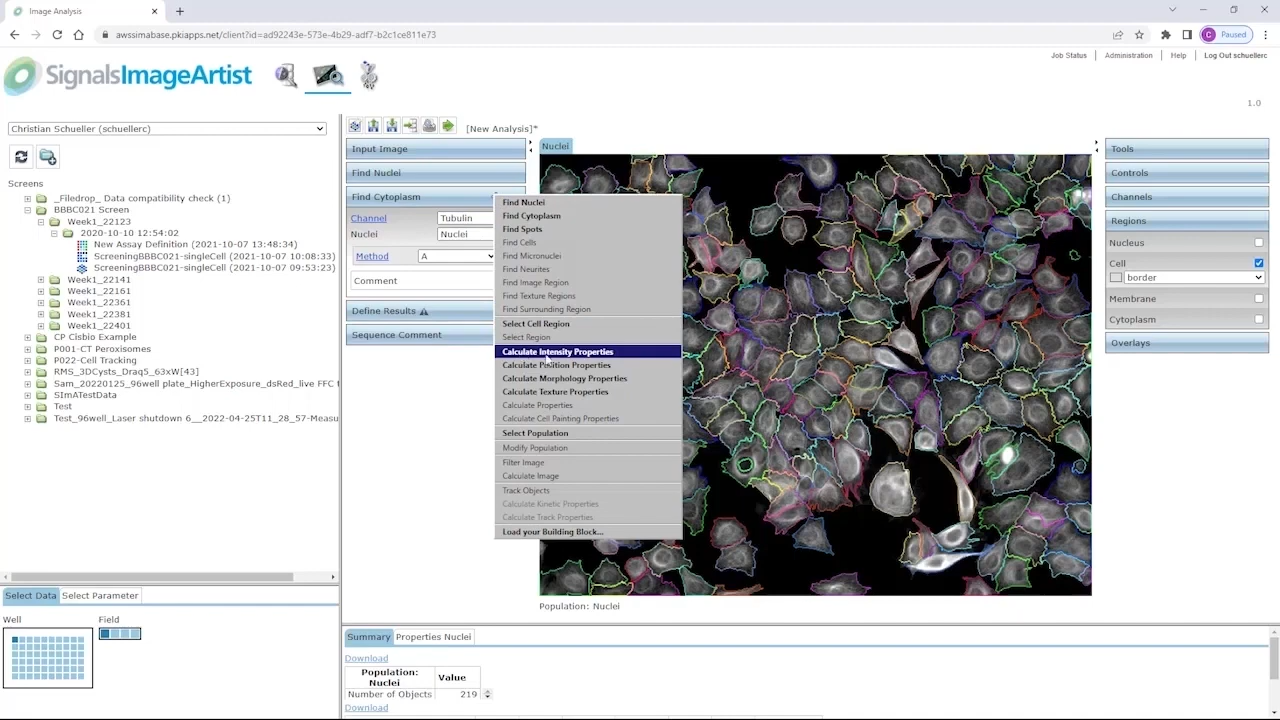 Image Analysis
awssimabase.pkiapps.net/client?id=ad92243e-573e-4b29-adf7-b2c1ce811e73
C Paused
Job Status Administration Help Log Out schuellerc
SignalsImageArtist
1.0
Christian Schueller (schuellerc)
Screens
_Filedrop_ Data compatibility check (1)
BBBC021 Screen
Week1_22123
2020-10-10 12:54:02
New Assay Definition (2021-10-07 13:48:34)
ScreeningBBBC021-singleCell (2021-10-07 10:08:33)
ScreeningBBBC021-singleCell (2021-10-07 09:53:23)
Week1_22141
Week1_22161
Week1_22361
Week1_22381
Week1_22401
CP Cisbio Example
P001-CT Peroxisomes
P022-Cell Tracking
RMS_3DCysts_Draq5_63xW[43]
Sam_20220125_96well plate_HigherExposure_dsRed_live FFC
SImATestData
Test
Test_96well_Laser shutdown 6__2022-04-25T11_28_57-Measu
Select Data Select Parameter
Well
Field
[New Analysis]*
Input Image
Find Nuclei
Find Cytoplasm
Channel Tubulin
Nuclei Nuclei
Method A
Comment
Define Results
Sequence Comment
Find Nuclei
Find Cytoplasm
Find Spots
Find Cells
Find Micronuclei
Find Neurites
Find Image Region
Find Texture Regions
Find Surrounding Region
Select Cell Region
Select Region
Calculate Intensity Properties
Calculate Position Properties
Calculate Morphology Properties
Calculate Texture Properties
Calculate Properties
Calculate Cell Painting Properties
Select Population
Modify Population
Filter Image
Calculate Image
Track Objects
Calculate Kinetic Properties
Calculate Track Properties
Load your Building Block...
Nuclei
Population: Nuclei
Tools
Controls
Channels
Regions
Nucleus
Cell
border
Membrane
Cytoplasm
Overlays
Summary Properties Nuclei
Download
Population: Nuclei Value
Number of Objects 219
Download